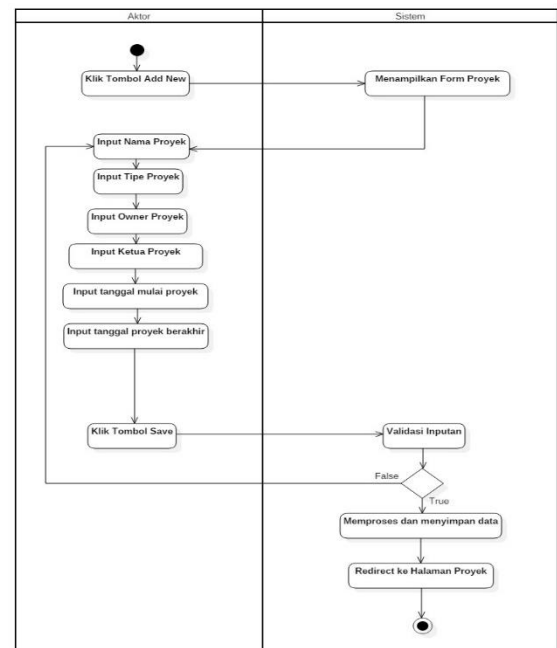 Aktor
Sistem
Klik Tombol Add New
Menampilkan Form Proyek
Input Nama Proyek
Input Tipe Proyek
Input Owner Proyek
Input Ketua Proyek
Input tanggal mulai proyek
Input tanggal proyek berakhir
Klik Tombol Save
Validasi Inputan
False
True
Memproses dan menyimpan data
Redirect ke Halaman Proyek